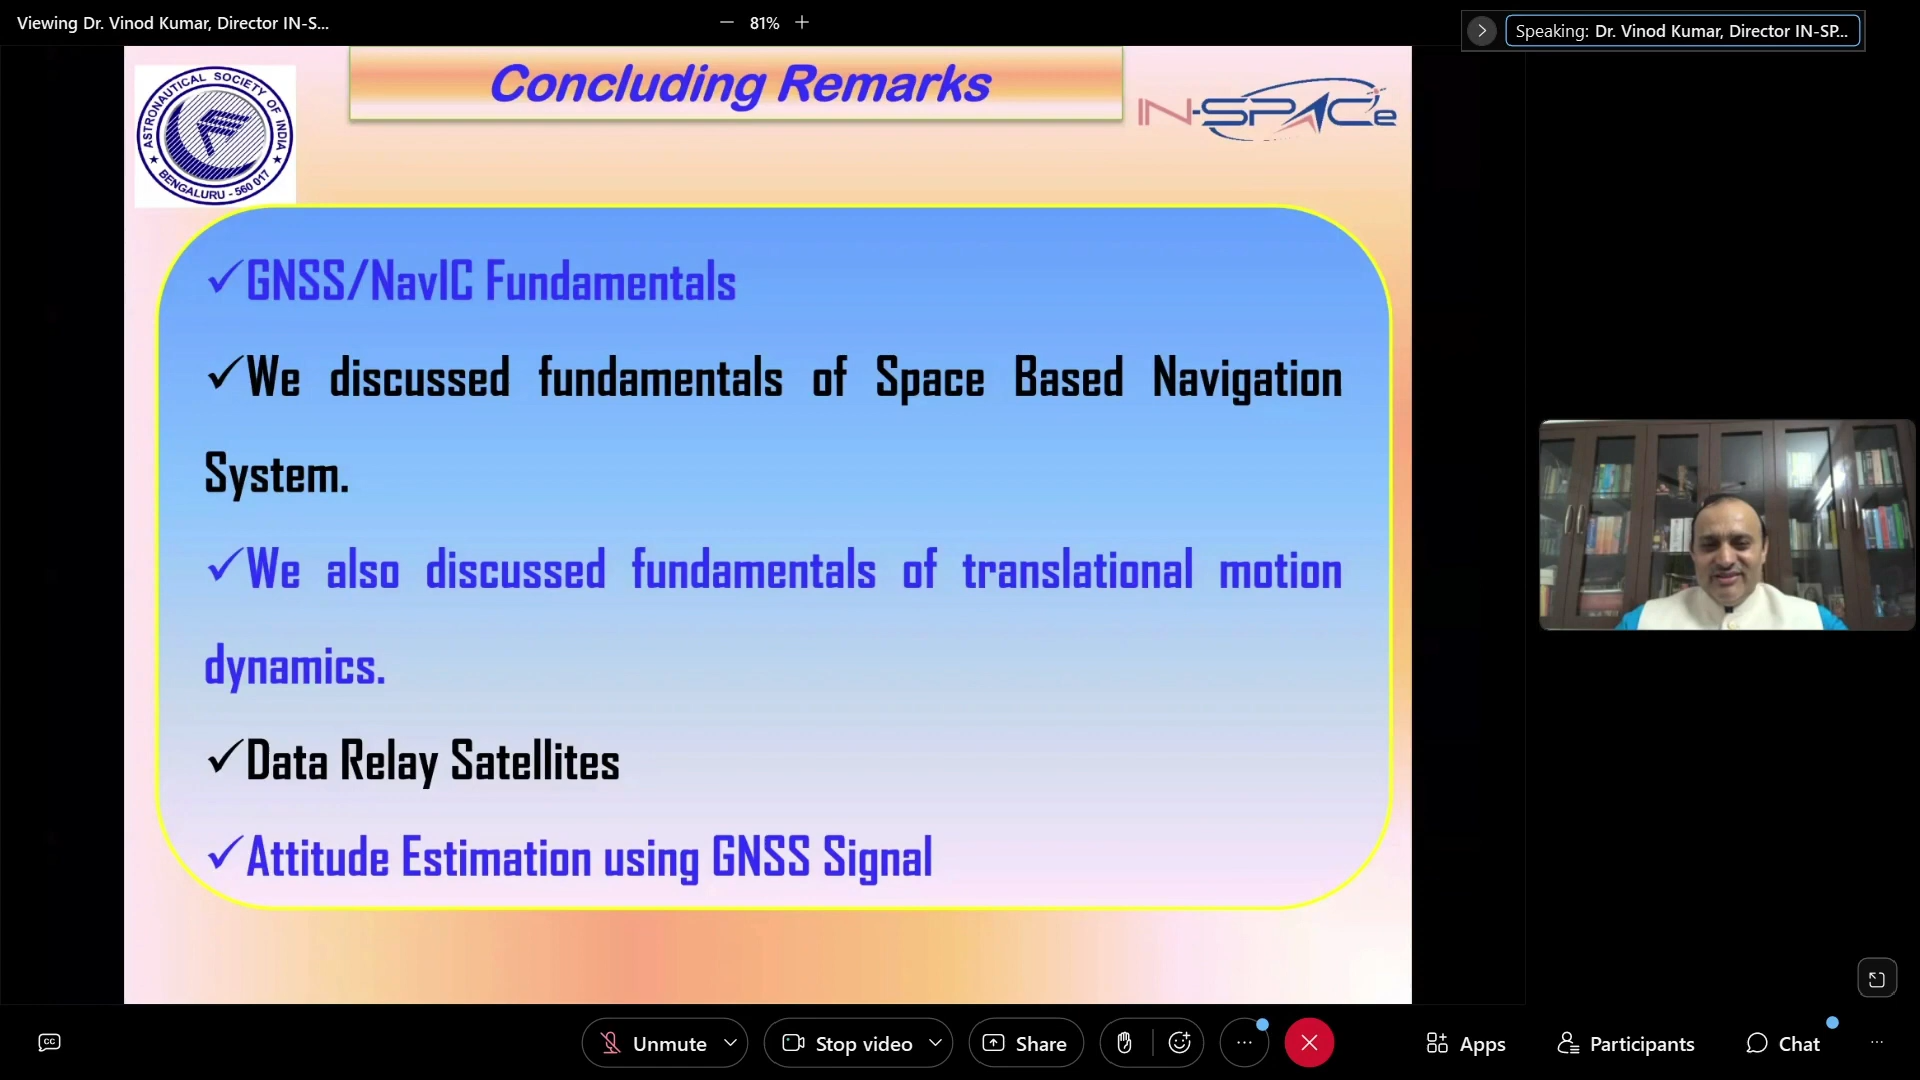 Viewing Dr. Vinod Kumar, Director IN-S...
81%
Speaking: Dr. Vinod Kumar, Director IN-SP...
Concluding Remarks
ASTRONAUTICAL SOCIETY OF INDIA
BENGALURU - 560 017
IN-SPACe
✓GNSS/NavIC Fundamentals
✓We discussed fundamentals of Space Based Navigation
System.
✓We also discussed fundamentals of translational motion
dynamics.
✓Data Relay Satellites
✓Attitude Estimation using GNSS Signal
CC
Unmute
Stop video
Share
Apps
Participants
Chat